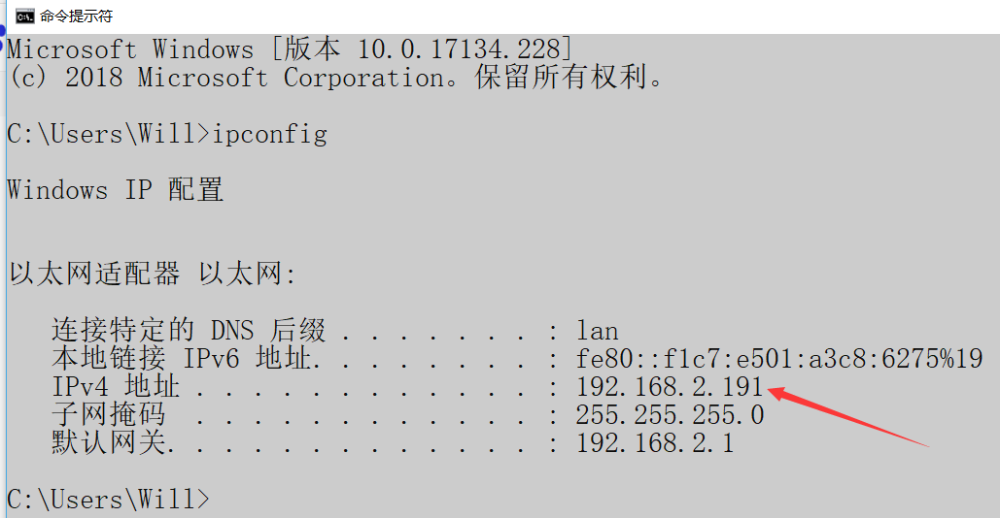 命令提示符
Microsoft Windows [版本 10.0.17134.228]
(c) 2018 Microsoft Corporation。保留所有权利。
C:\Users\Will>ipconfig
Windows IP 配置
以太网适配器 以太网:
连接特定的 DNS 后缀 . . . . . . . : lan
本地链接 IPv6 地址. . . . . . . . : fe80::f1c7:e501:a3c8:6275%19
IPv4 地址 . . . . . . . . . . . . : 192.168.2.191
子网掩码  . . . . . . . . . . . . : 255.255.255.0
默认网关. . . . . . . . . . . . . : 192.168.2.1
C:\Users\Will>